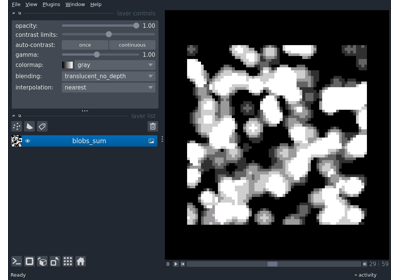 File View Plugins Window Help
layer controls
opacity: 1.00
contrast limits:
auto-contrast: once continuous
gamma: 1.00
colormap: gray
blending: translucent_no_depth
interpolation: nearest
layer list
blobs_sum
29 59
Ready activity